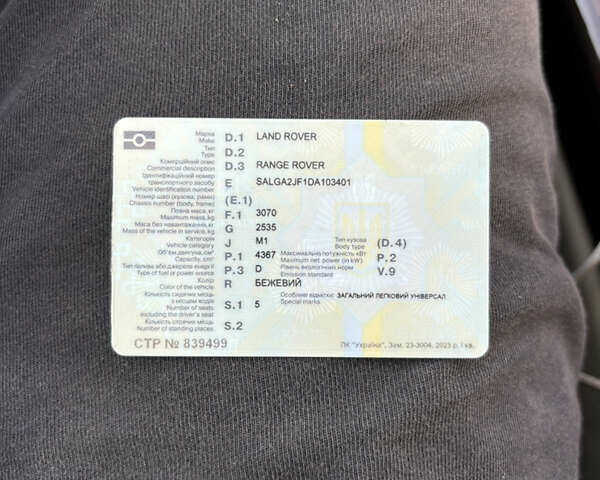 Марка
Make
D.1 LAND ROVER
Тип
Type
D.2
Комерційний опис
Commercial description
D.3 RANGE ROVER
Ідентифікаційний номер
транспортного засобу
Vehicle identification number
E SALGA2JF1DA103401
Номер шасі (кузова, рами)
Chassis number (body, frame)
(E.1)
Повна маса, кг
Maximum mass, kg
F.1 3070
Маса без навантаження, кг
Mass of the vehicle in service, kg
G 2535
Категорія
Vehicle category
J M1
Тип кузова
Body type
(D.4)
Об'єм двигуна, см³
Capacity, cm³
P.1 4367
Максимальна потужність кВт
Maximum net power (in kW)
P.2
Тип палива або джерела енергії
Type of fuel or power source
P.3 D
Рівень екологічних норм
Emission standard
V.9
Колір
Color of the vehicle
R БЕЖЕВИЙ
Кількість сидячих місць
з місцем водія
Number of seats
including the driver's seat
S.1 5
Особливі відмітки: ЗАГАЛЬНИЙ ЛЕГКОВИЙ УНІВЕРСАЛ
Special marks
Кількість стоячих місць
Number of standing places
S.2
СТР № 839499
ПК "Україна", Зам. 23-3004, 2023 р. І кв.